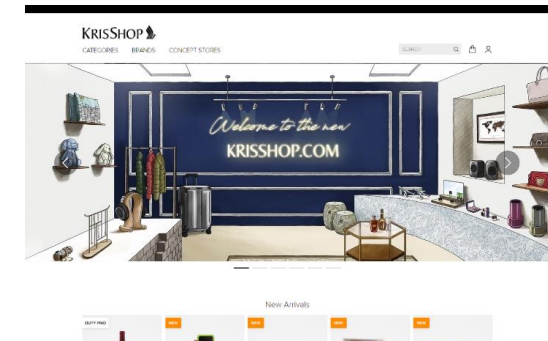 KRISSHOP
CATEGORIES BRANDS CONCEPT STORES
SEARCH
Welcome to the new
KRISSHOP.COM
New Arrivals
DUTY PAID
NEW
NEW
NEW
NEW